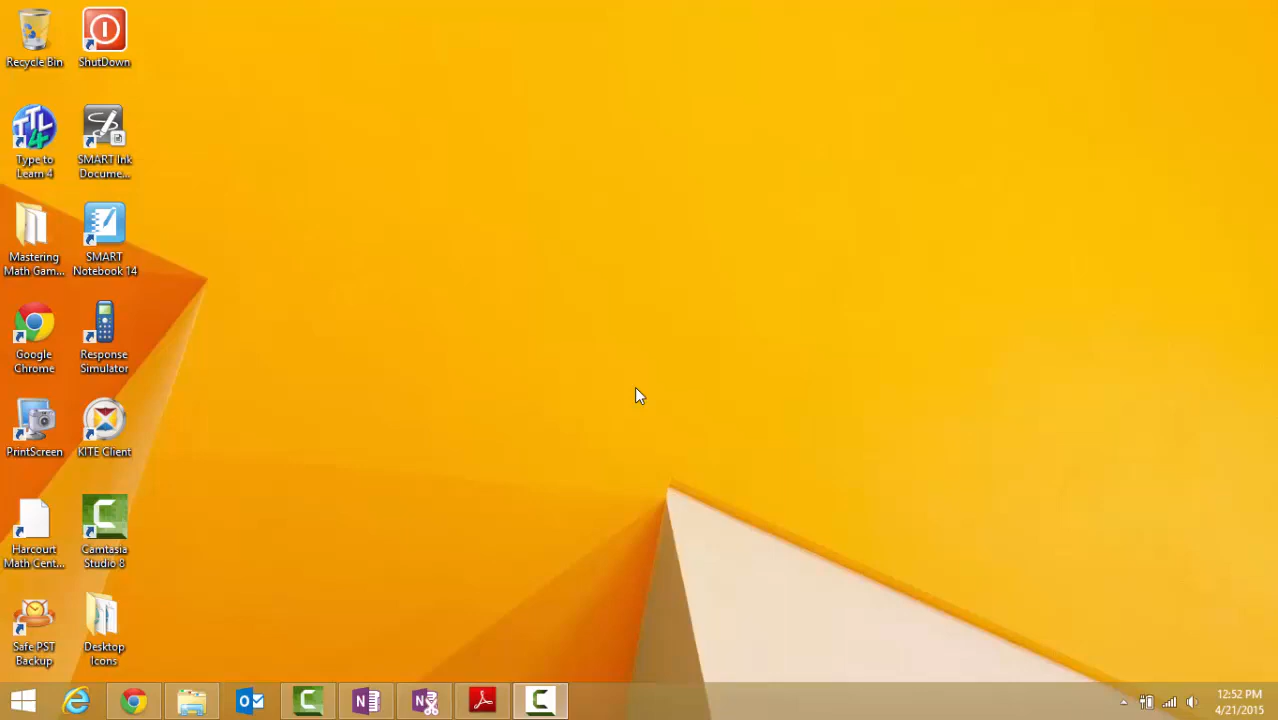 Recycle Bin
ShutDown
TTL
4
Type to
Learn 4
SMART Ink
Docume...
Mastering
Math Gam...
SMART
Notebook 14
Google
Chrome
Response
Simulator
PrintScreen
KITE Client
Harcourt
Math Cent...
Camtasia
Studio 8
Safe PST
Backup
Desktop
Icons
12:52 PM
4/21/2015